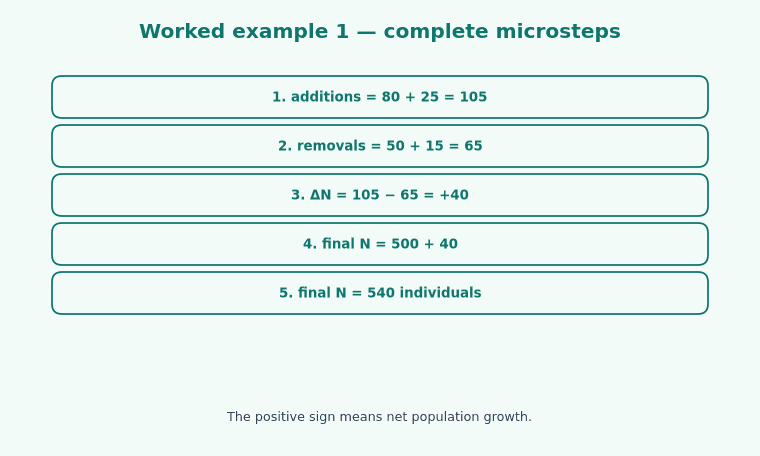 Worked example 1 — complete microsteps
1. additions = 80 + 25 = 105
2. removals = 50 + 15 = 65
3. ΔN = 105 − 65 = +40
4. final N = 500 + 40
5. final N = 540 individuals
The positive sign means net population growth.